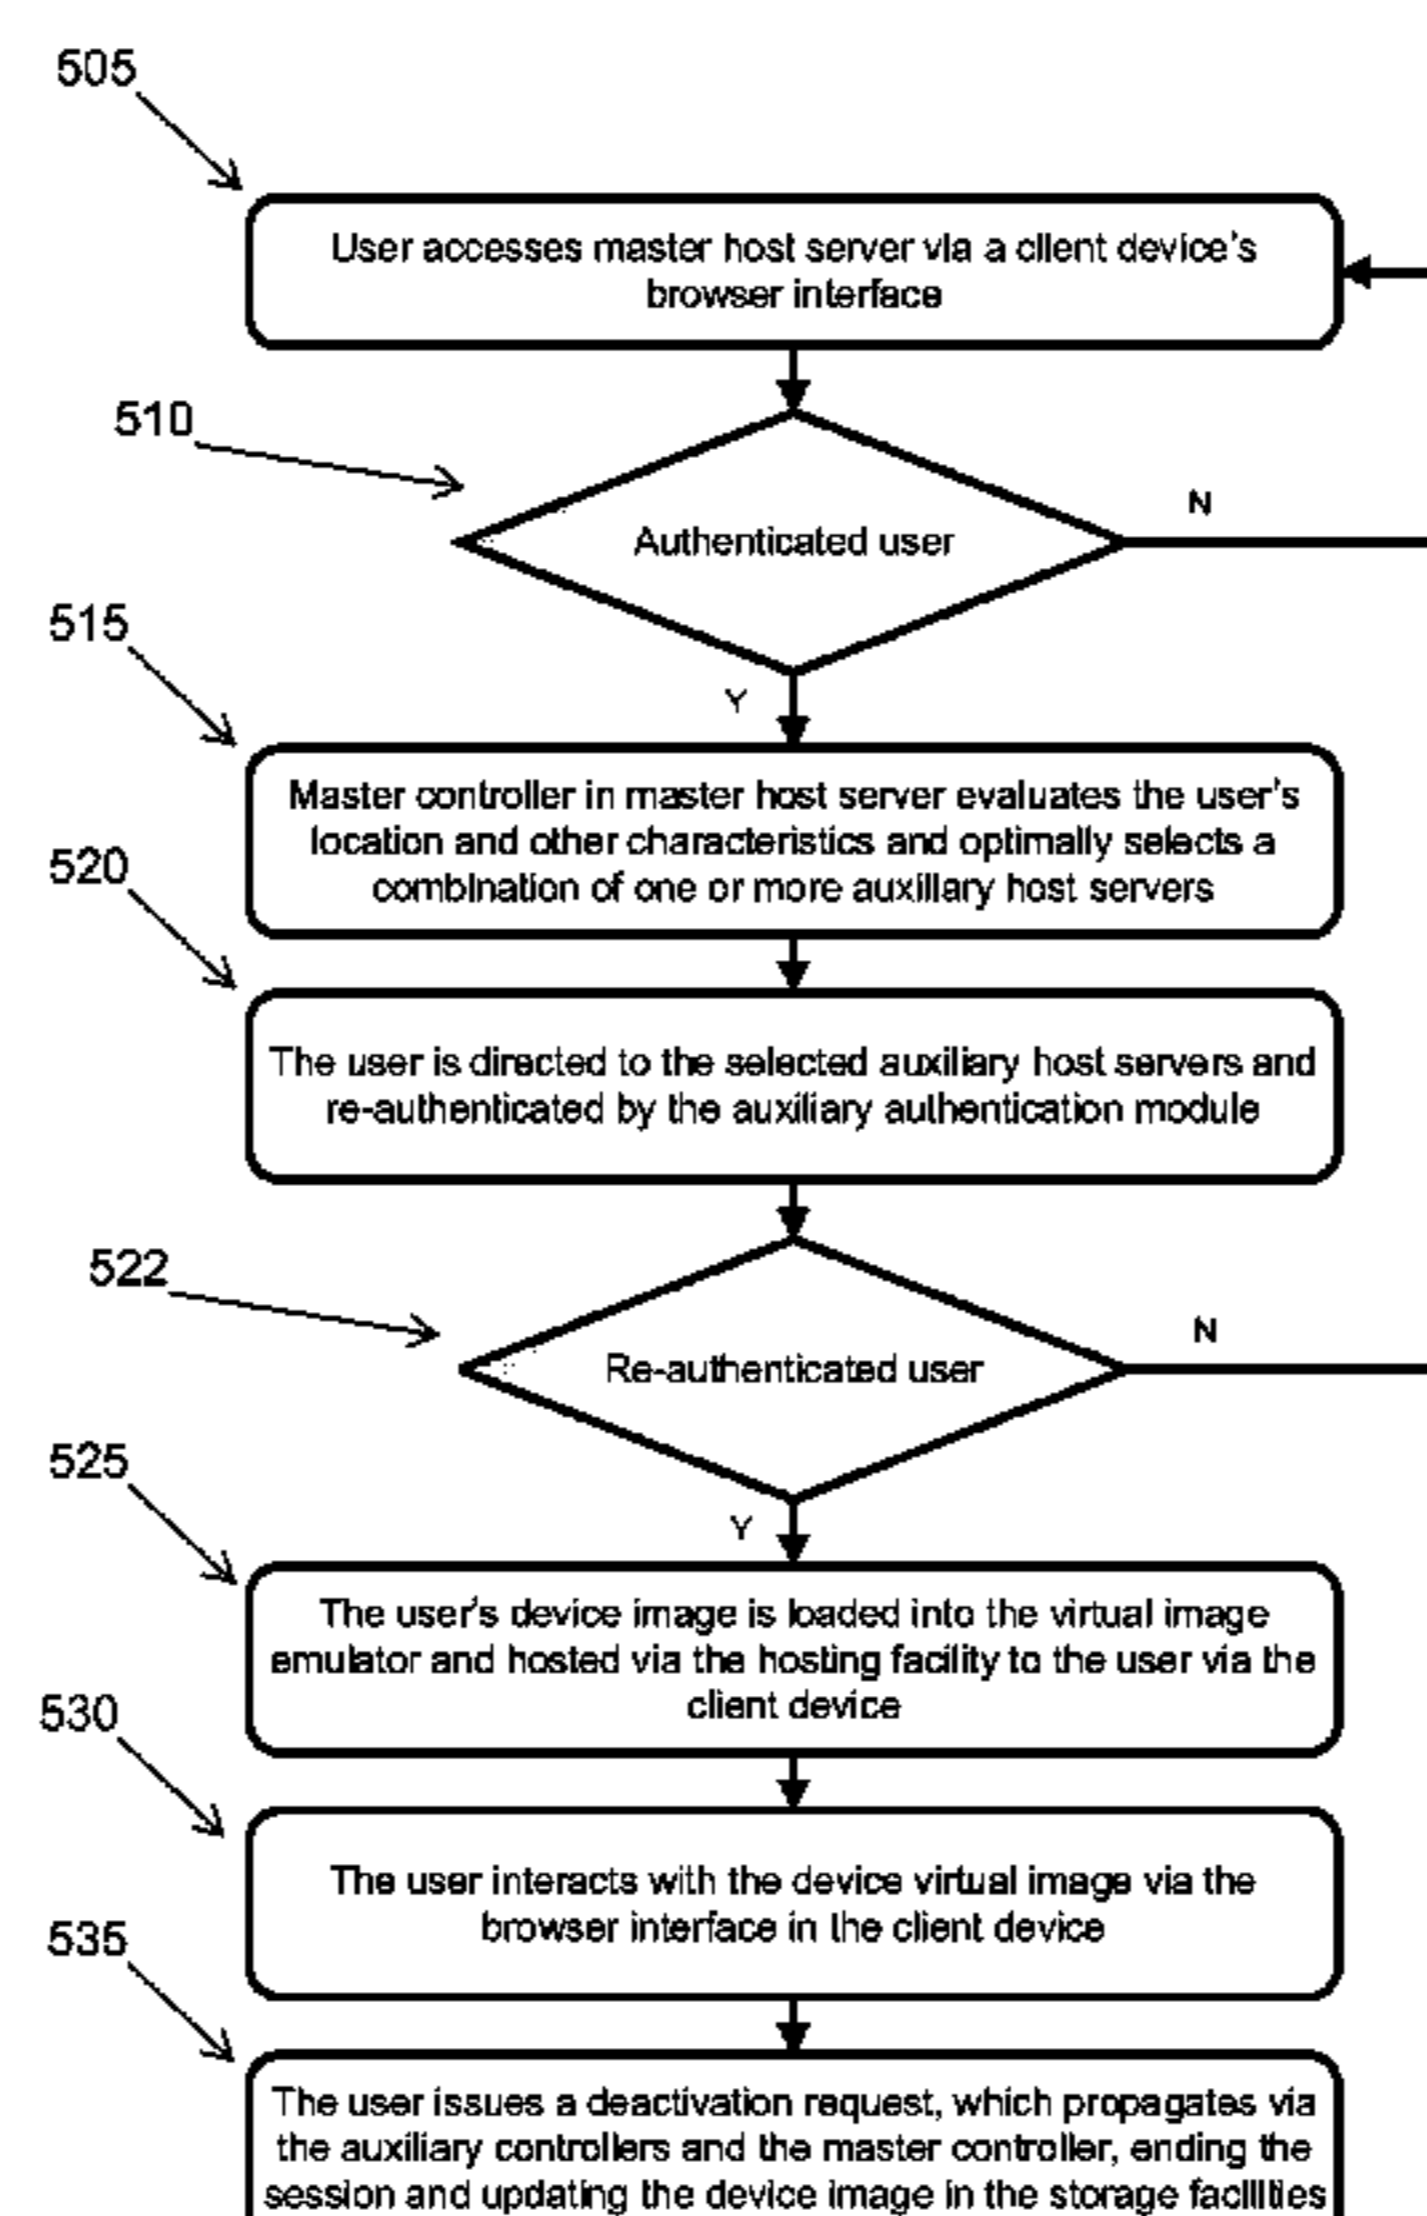 505
User accesses master host server via a client device's
browser interface
510
Authenticated user
N
515
Y
Master controller in master host server evaluates the user's
location and other characteristics and optimally selects a
combination of one or more auxiliary host servers
520
The user is directed to the selected auxiliary host servers and
re-authenticated by the auxiliary authentication module
522
Re-authenticated user
N
525
Y
The user's device image is loaded into the virtual image
emulator and hosted via the hosting facility to the user via the
client device
530
The user interacts with the device virtual image via the
browser interface in the client device
535
The user issues a deactivation request, which propagates via
the auxiliary controllers and the master controller, ending the
session and updating the device image in the storage facilities